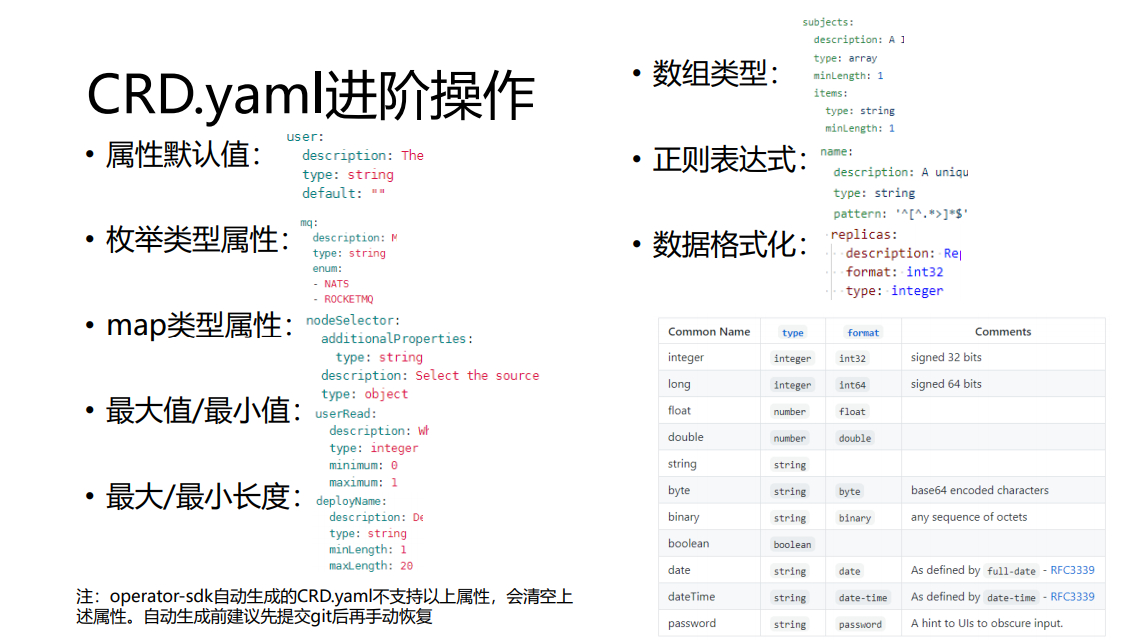 CRD.yaml进阶操作
• 属性默认值：
user:
description: The
type: string
default: ""
• 枚举类型属性：
mq:
description: M
type: string
enum:
- NATS
- ROCKETMQ
• map类型属性：
nodeSelector:
additionalProperties:
type: string
description: Select the source
type: object
• 最大值/最小值：
userRead:
description: Wh
type: integer
minimum: 0
maximum: 1
• 最大/最小长度：
deployName:
description: De
type: string
minLength: 1
maxLength: 20
注：operator-sdk自动生成的CRD.yaml不支持以上属性，会清空上
述属性。自动生成前建议先提交git后再手动恢复
• 数组类型：
subjects:
description: A
type: array
minLength: 1
items:
type: string
minLength: 1
• 正则表达式：
name:
description: A uniqu
type: string
pattern: '^[^.*>]*$'
• 数据格式化：
replicas:
description: Rep
format: int32
type: integer
Common Name type format Comments
integer integer int32 signed 32 bits
long integer int64 signed 64 bits
float number float
double number double
string string
byte string byte base64 encoded characters
binary string binary any sequence of octets
boolean boolean
date string date As defined by full-date - RFC3339
dateTime string date-time As defined by date-time - RFC3339
password string password A hint to UIs to obscure input.